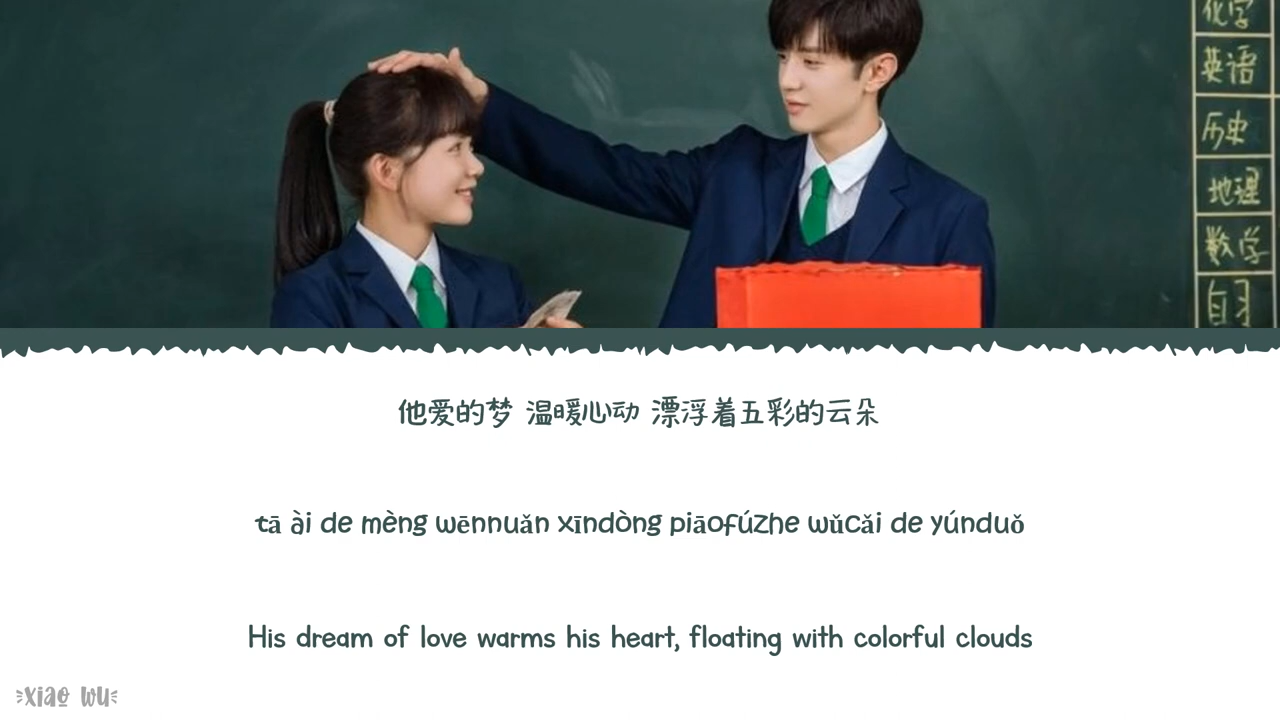 化学
英语
历史
地理
数学
自习
他爱的梦 温暖心动 漂浮着五彩的云朵
tā ài de mèng wēnnuǎn xīndòng piāofúzhe wǔcǎi de yúnduǒ
His dream of love warms his heart, floating with colorful clouds
xiao wu